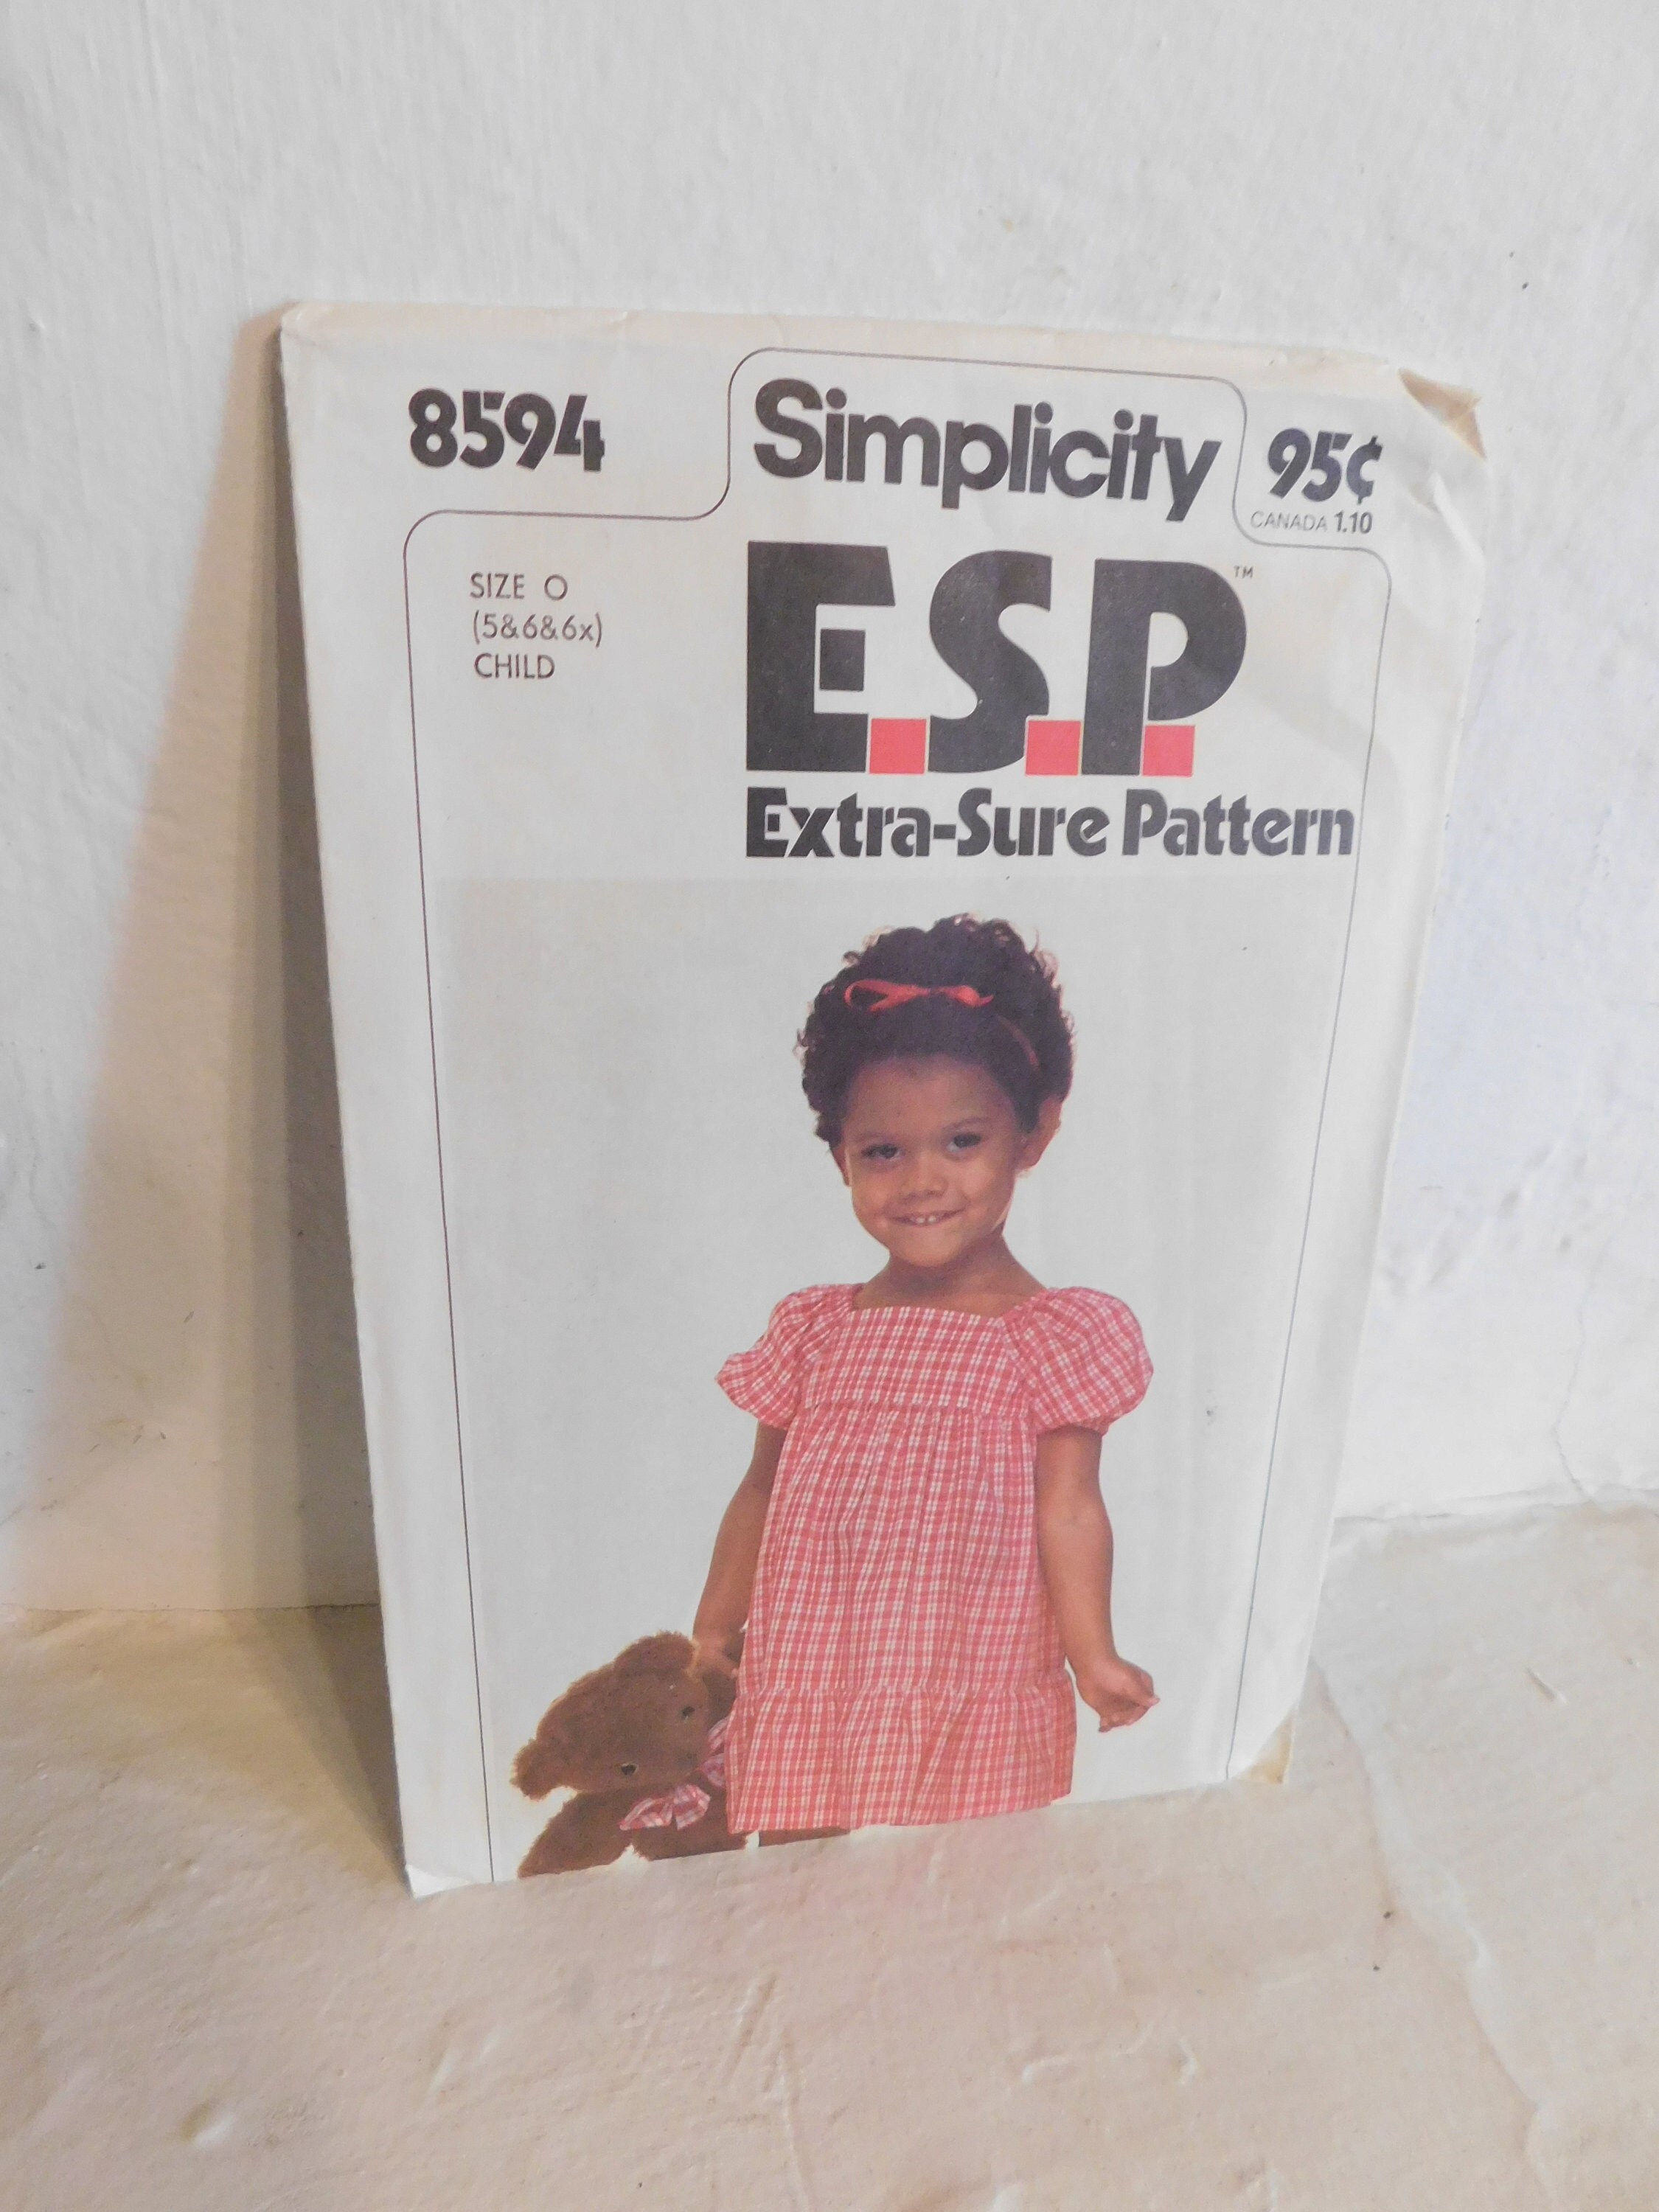 8594
Simplicity
95¢
CANADA 1.10
SIZE O
(5&6&6x)
CHILD
E.S.P.™
Extra-Sure Pattern